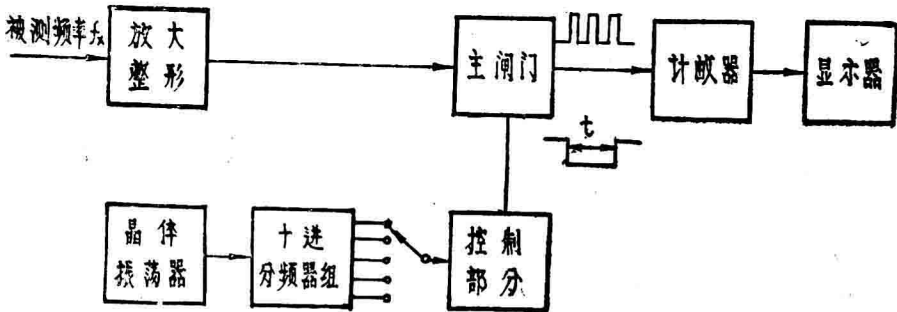 被测频率fx
放大
整形
主闸门
计数器
显示器
t
晶体
振荡器
十进
分频器组
控制
部分